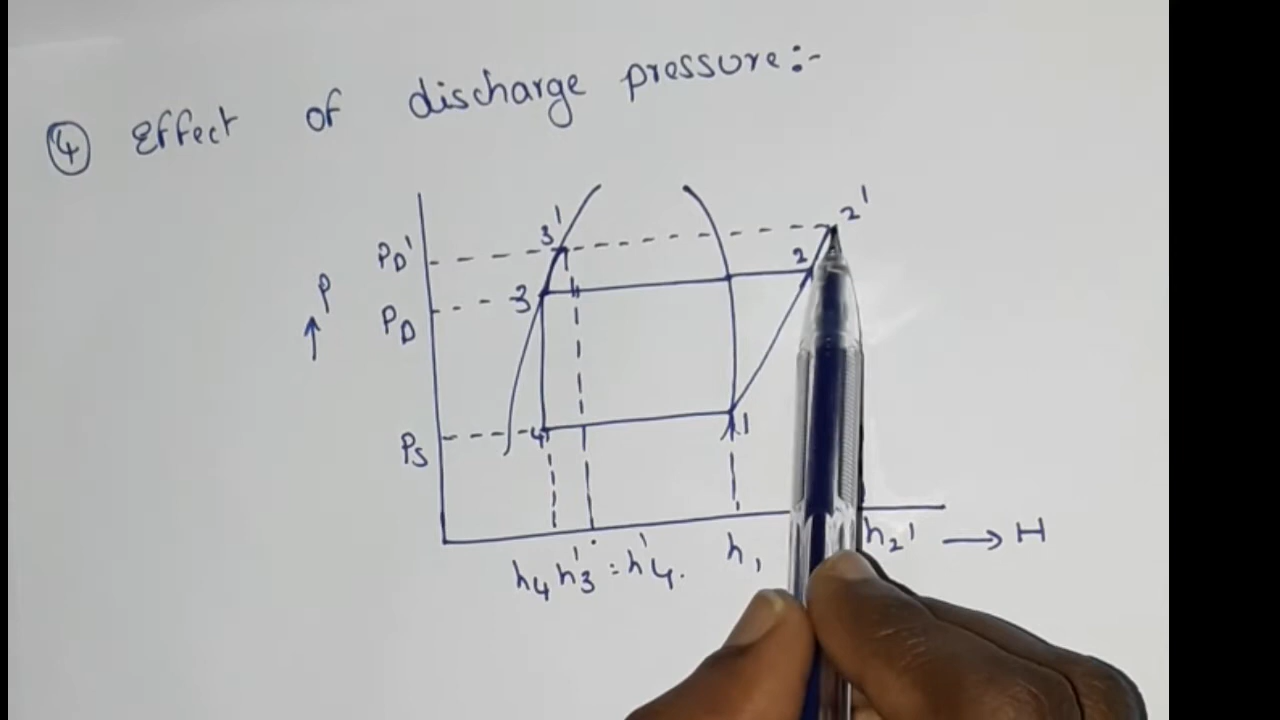 ④ Effect of discharge pressure:-
3' 2'
PD'
2
P
3
PD
4 1
PS
h2' → H
h4 h3' = h4'. h1